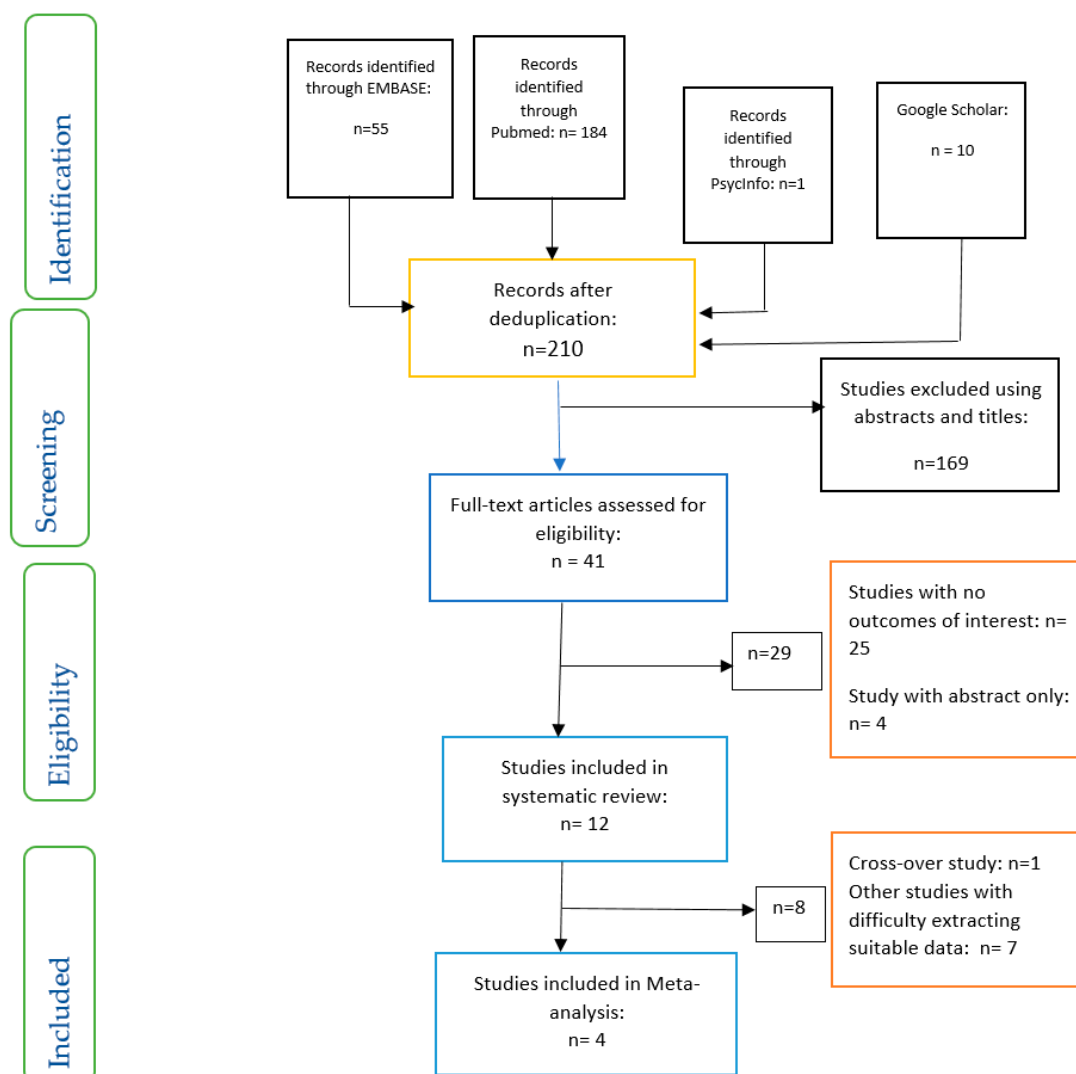 Identification
Records identified
through EMBASE:
n=55
Records
identified
through
Pubmed: n= 184
Records
identified
through
PsycInfo: n=1
Google Scholar:
n = 10
Records after
deduplication:
n=210
Screening
Studies excluded using
abstracts and titles:
n=169
Full-text articles assessed for
eligibility:
n = 41
Eligibility
n=29
Studies with no
outcomes of interest: n=
25
Study with abstract only:
n= 4
Studies included in
systematic review:
n= 12
Included
n=8
Cross-over study: n=1
Other studies with
difficulty extracting
suitable data:  n= 7
Studies included in Meta-
analysis:
n= 4